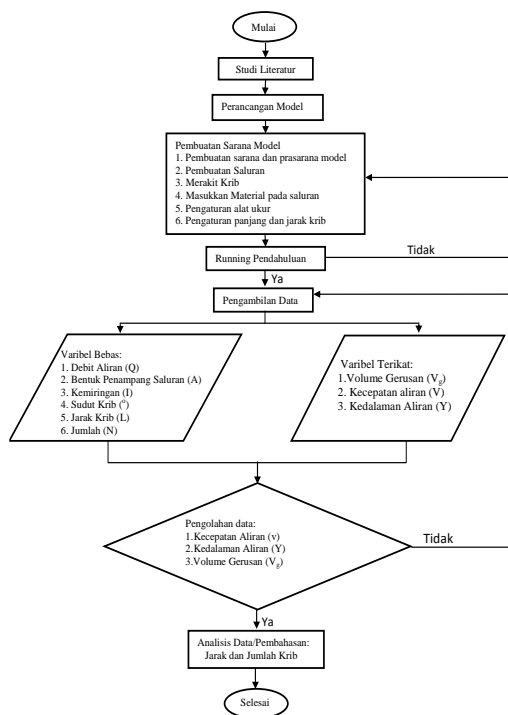 Mulai
Studi Literatur
Perancangan Model
Pembuatan Sarana Model
1. Pembuatan sarana dan prasarana model
2. Pembuatan Saluran
3. Merakit Krib
4. Masukkan Material pada saluran
5. Pengaturan alat ukur
6. Pengaturan panjang dan jarak krib
Running Pendahuluan
Tidak
Ya
Pengambilan Data
Varibel Bebas:
1. Debit Aliran (Q)
2. Bentuk Penampang Saluran (A)
3. Kemiringan (I)
4. Sudut Krib (°)
5. Jarak Krib (L)
6. Jumlah (N)
Varibel Terikat:
1.Volume Gerusan (Vg)
2. Kecepatan aliran (V)
3. Kedalaman Aliran (Y)
Pengolahan data:
1.Kecepatan Aliran (v)
2.Kedalaman Aliran (Y)
3.Volume Gerusan (Vg)
Tidak
Ya
Analisis Data/Pembahasan:
Jarak dan Jumlah Krib
Selesai